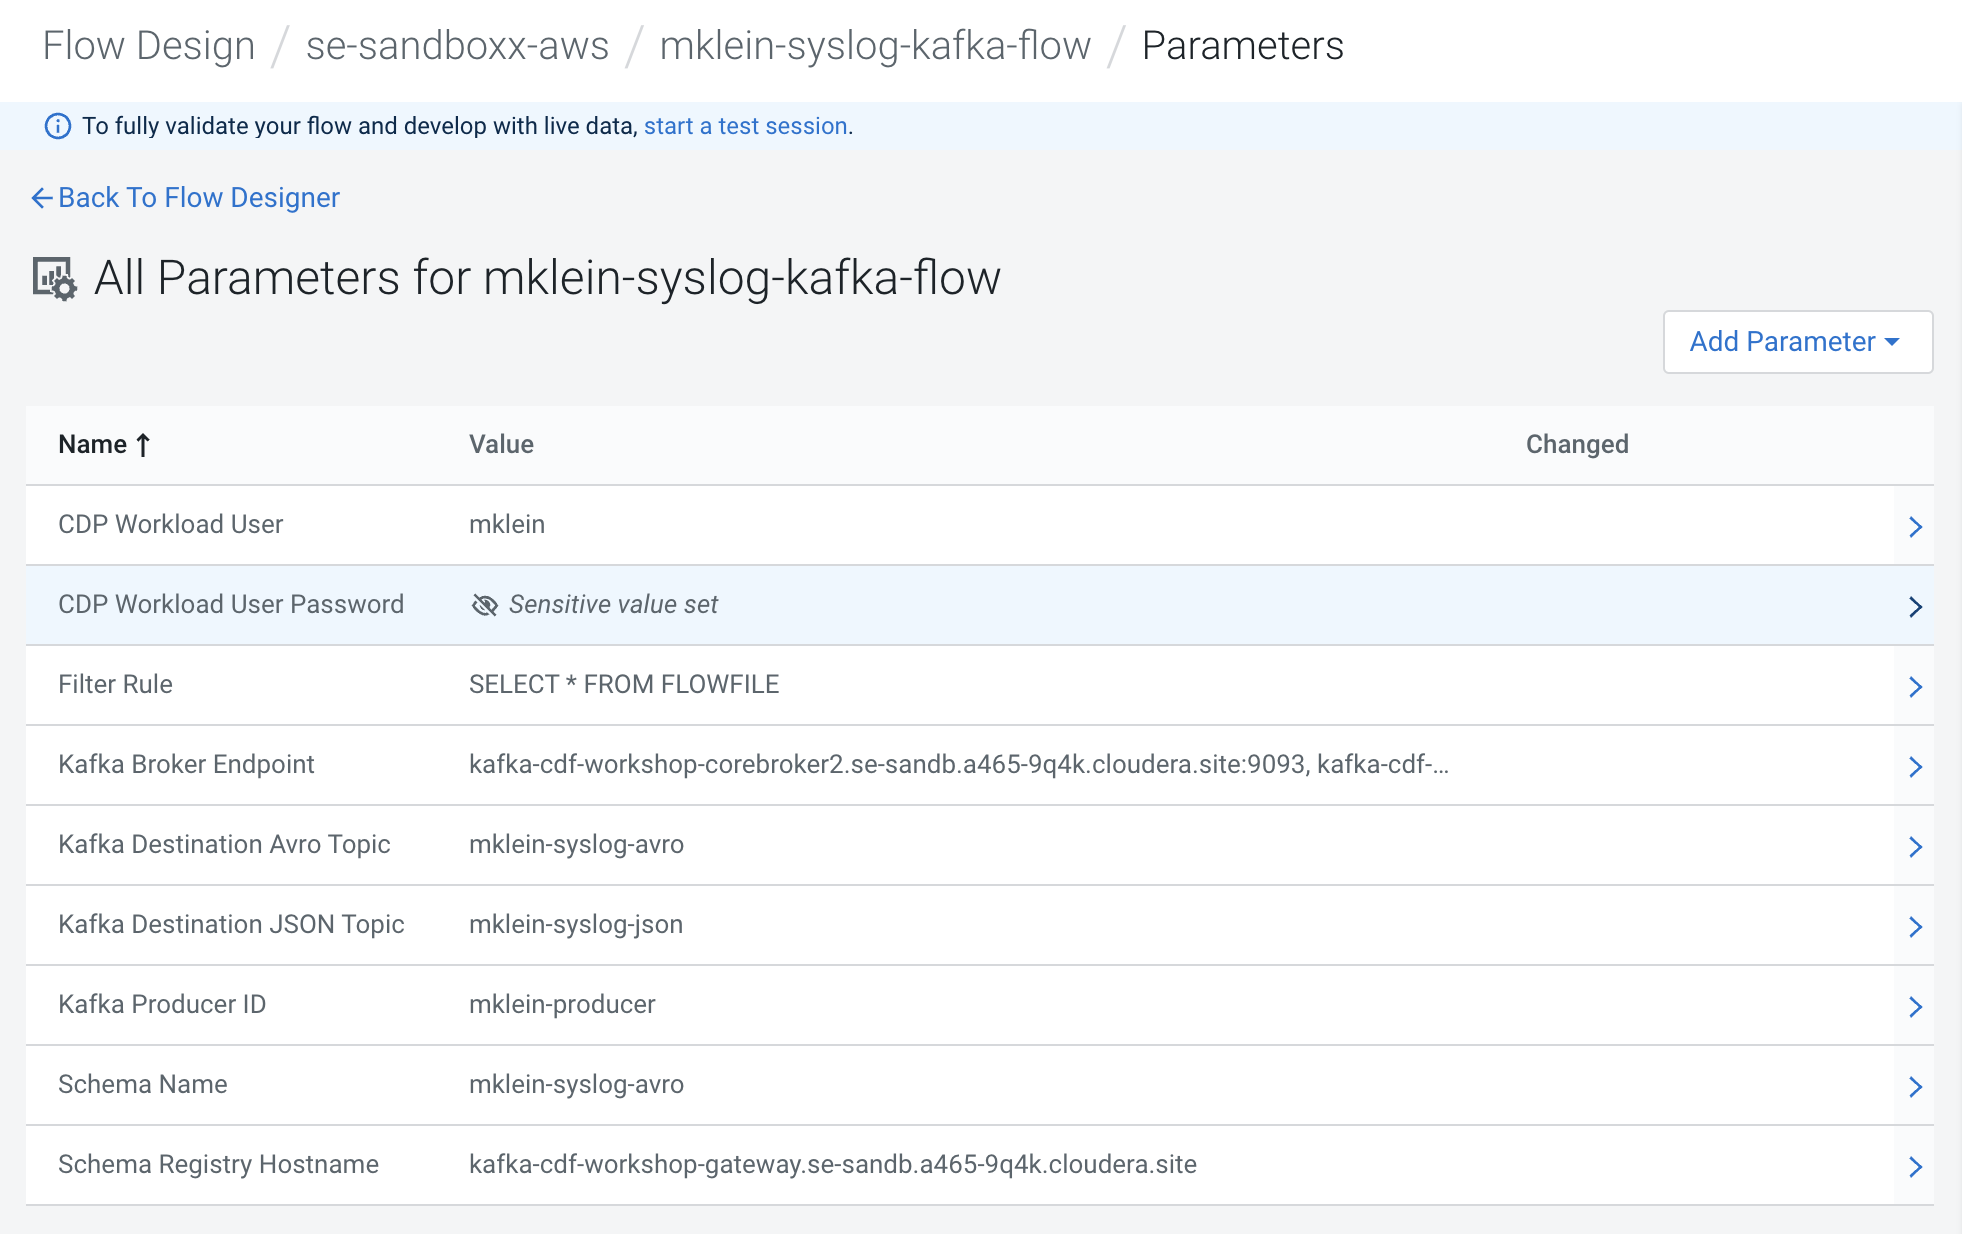 Flow Design / se-sandboxx-aws / mklein-syslog-kafka-flow / Parameters
To fully validate your flow and develop with live data, start a test session.
Back To Flow Designer
All Parameters for mklein-syslog-kafka-flow
Add Parameter
Name Value Changed
CDP Workload User mklein
CDP Workload User Password Sensitive value set
Filter Rule SELECT * FROM FLOWFILE
Kafka Broker Endpoint kafka-cdf-workshop-corebroker2.se-sandb.a465-9q4k.cloudera.site:9093, kafka-cdf-...
Kafka Destination Avro Topic mklein-syslog-avro
Kafka Destination JSON Topic mklein-syslog-json
Kafka Producer ID mklein-producer
Schema Name mklein-syslog-avro
Schema Registry Hostname kafka-cdf-workshop-gateway.se-sandb.a465-9q4k.cloudera.site